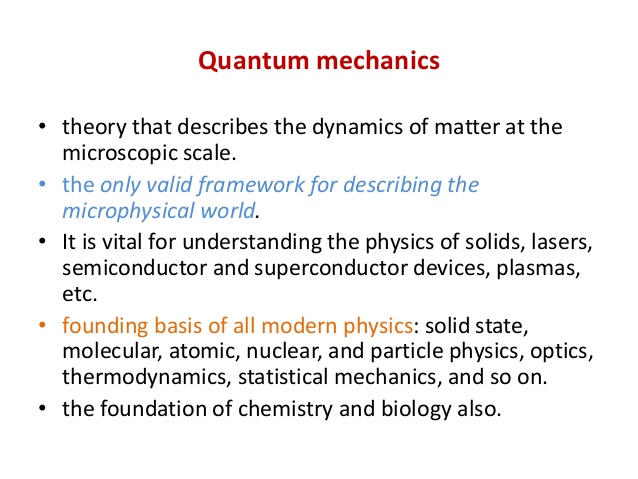 Quantum mechanics
• theory that describes the dynamics of matter at the
microscopic scale.
• the only valid framework for describing the
microphysical world.
• It is vital for understanding the physics of solids, lasers,
semiconductor and superconductor devices, plasmas,
etc.
• founding basis of all modern physics: solid state,
molecular, atomic, nuclear, and particle physics, optics,
thermodynamics, statistical mechanics, and so on.
• the foundation of chemistry and biology also.